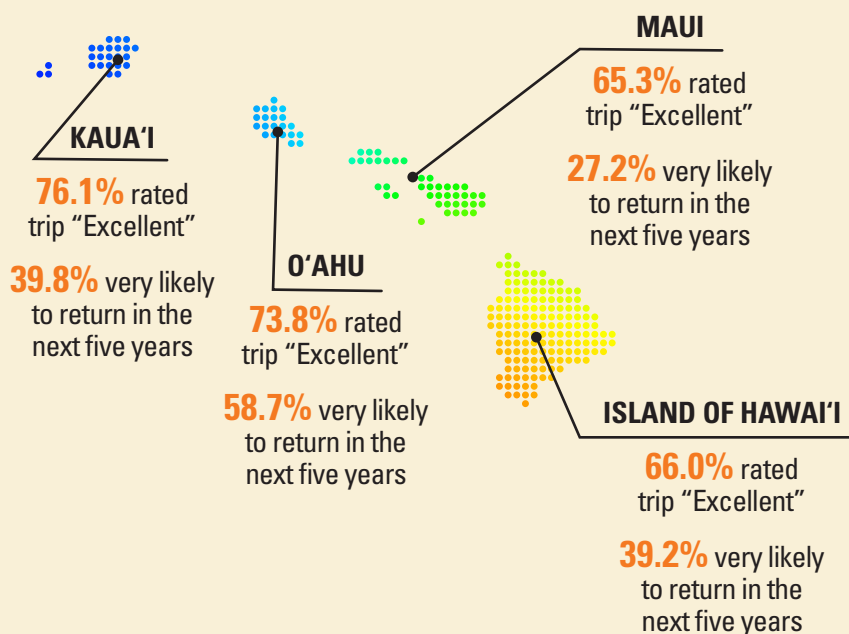 KAUA‘I
76.1% rated
trip “Excellent”
39.8% very likely
to return in the
next five years
O‘AHU
73.8% rated
trip “Excellent”
58.7% very likely
to return in the
next five years
MAUI
65.3% rated
trip “Excellent”
27.2% very likely
to return in the
next five years
ISLAND OF HAWAI‘I
66.0% rated
trip “Excellent”
39.2% very likely
to return in the
next five years